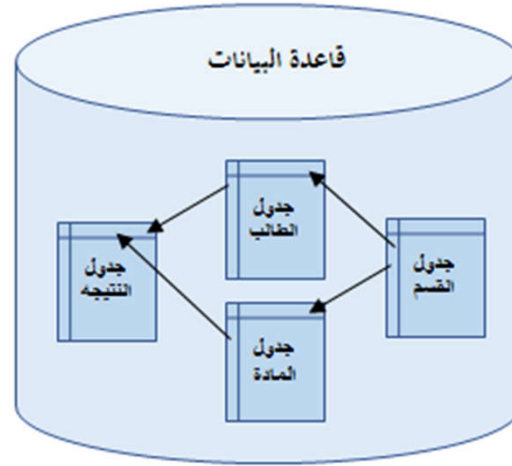 قاعدة البيانات
جدول
الطالب
جدول
القسم
جدول
النتيجه
جدول
المادة